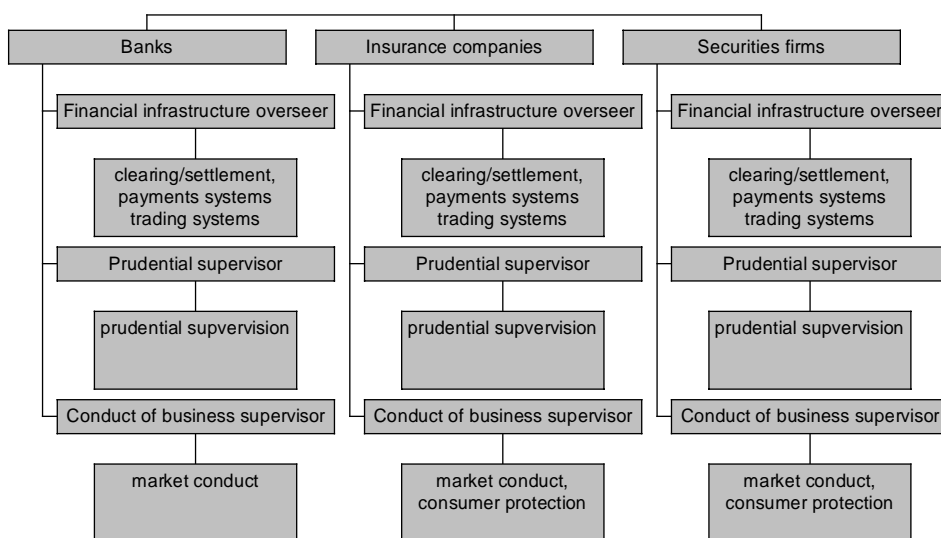 Banks
Insurance companies
Securities firms
Financial infrastructure overseer
Financial infrastructure overseer
Financial infrastructure overseer
clearing/settlement,
payments systems
trading systems
clearing/settlement,
payments systems
trading systems
clearing/settlement,
payments systems
trading systems
Prudential supervisor
Prudential supervisor
Prudential supervisor
prudential supvervision
prudential supvervision
prudential supvervision
Conduct of business supervisor
Conduct of business supervisor
Conduct of business supervisor
market conduct
market conduct,
consumer protection
market conduct,
consumer protection